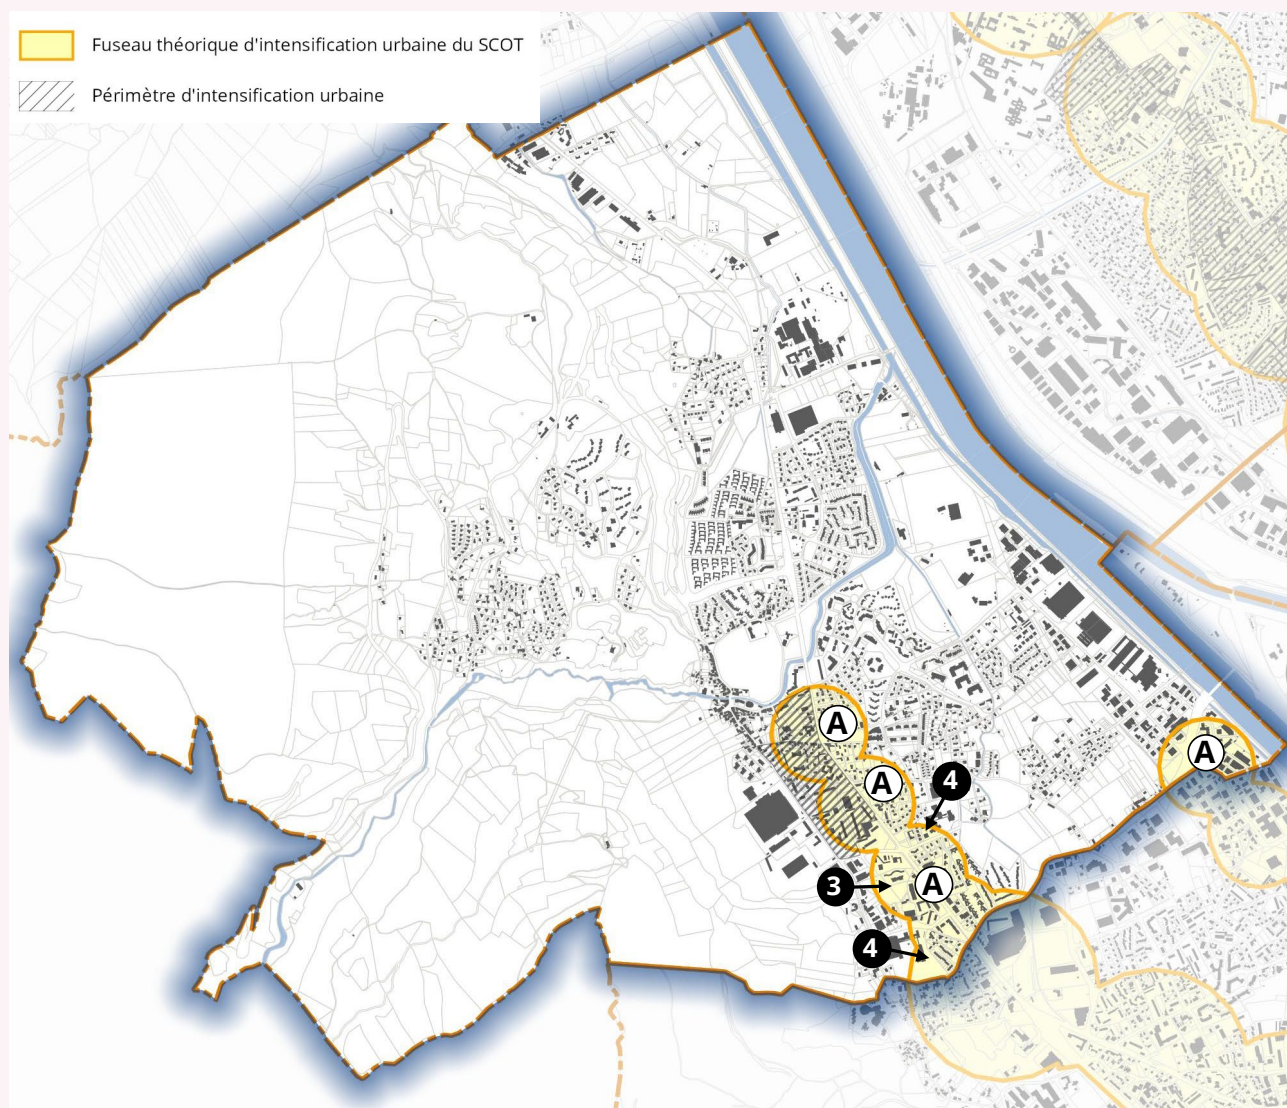 Fuseau théorique d'intensification urbaine du SCOT
Périmètre d'intensification urbaine
A
A
4
A
3
A
4